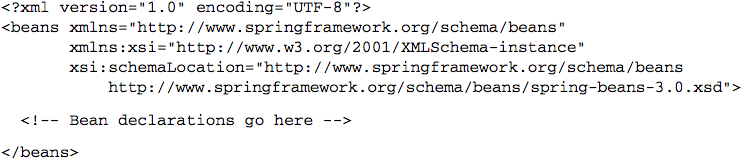 <?xml version="1.0" encoding="UTF-8"?>
<beans xmlns="http://www.springframework.org/schema/beans"
xmlns:xsi="http://www.w3.org/2001/XMLSchema-instance"
xsi:schemaLocation="http://www.springframework.org/schema/beans
http://www.springframework.org/schema/beans/spring-beans-3.0.xsd">
<!-- Bean declarations go here -->
</beans>